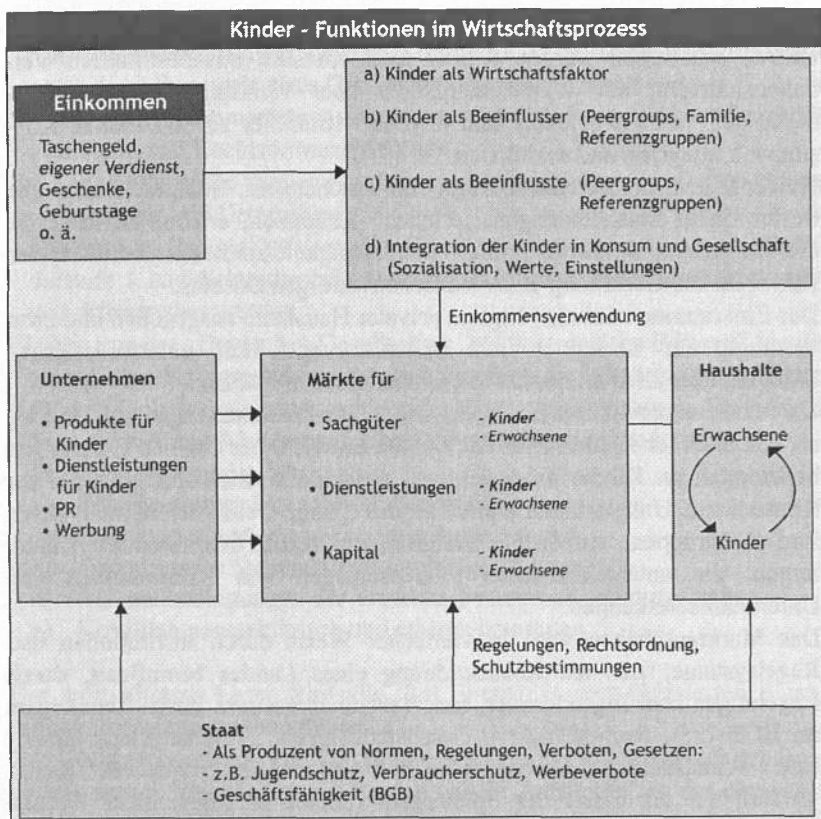 Kinder - Funktionen im Wirtschaftsprozess
Einkommen
Taschengeld,
eigener Verdienst,
Geschenke,
Geburtstage
o. ä.
a) Kinder als Wirtschaftsfaktor
b) Kinder als Beeinflusser (Peergroups, Familie,
Referenzgruppen)
c) Kinder als Beeinflusste (Peergroups,
Referenzgruppen)
d) Integration der Kinder in Konsum und Gesellschaft
(Sozialisation, Werte, Einstellungen)
Einkommensverwendung
Unternehmen
• Produkte für
Kinder
• Dienstleistungen
für Kinder
• PR
• Werbung
Märkte für
• Sachgüter - Kinder
- Erwachsene
• Dienstleistungen - Kinder
- Erwachsene
• Kapital - Kinder
- Erwachsene
Haushalte
Erwachsene
Kinder
Regelungen, Rechtsordnung,
Schutzbestimmungen
Staat
- Als Produzent von Normen, Regelungen, Verboten, Gesetzen:
- z.B. Jugendschutz, Verbraucherschutz, Werbeverbote
- Geschäftsfähigkeit (BGB)